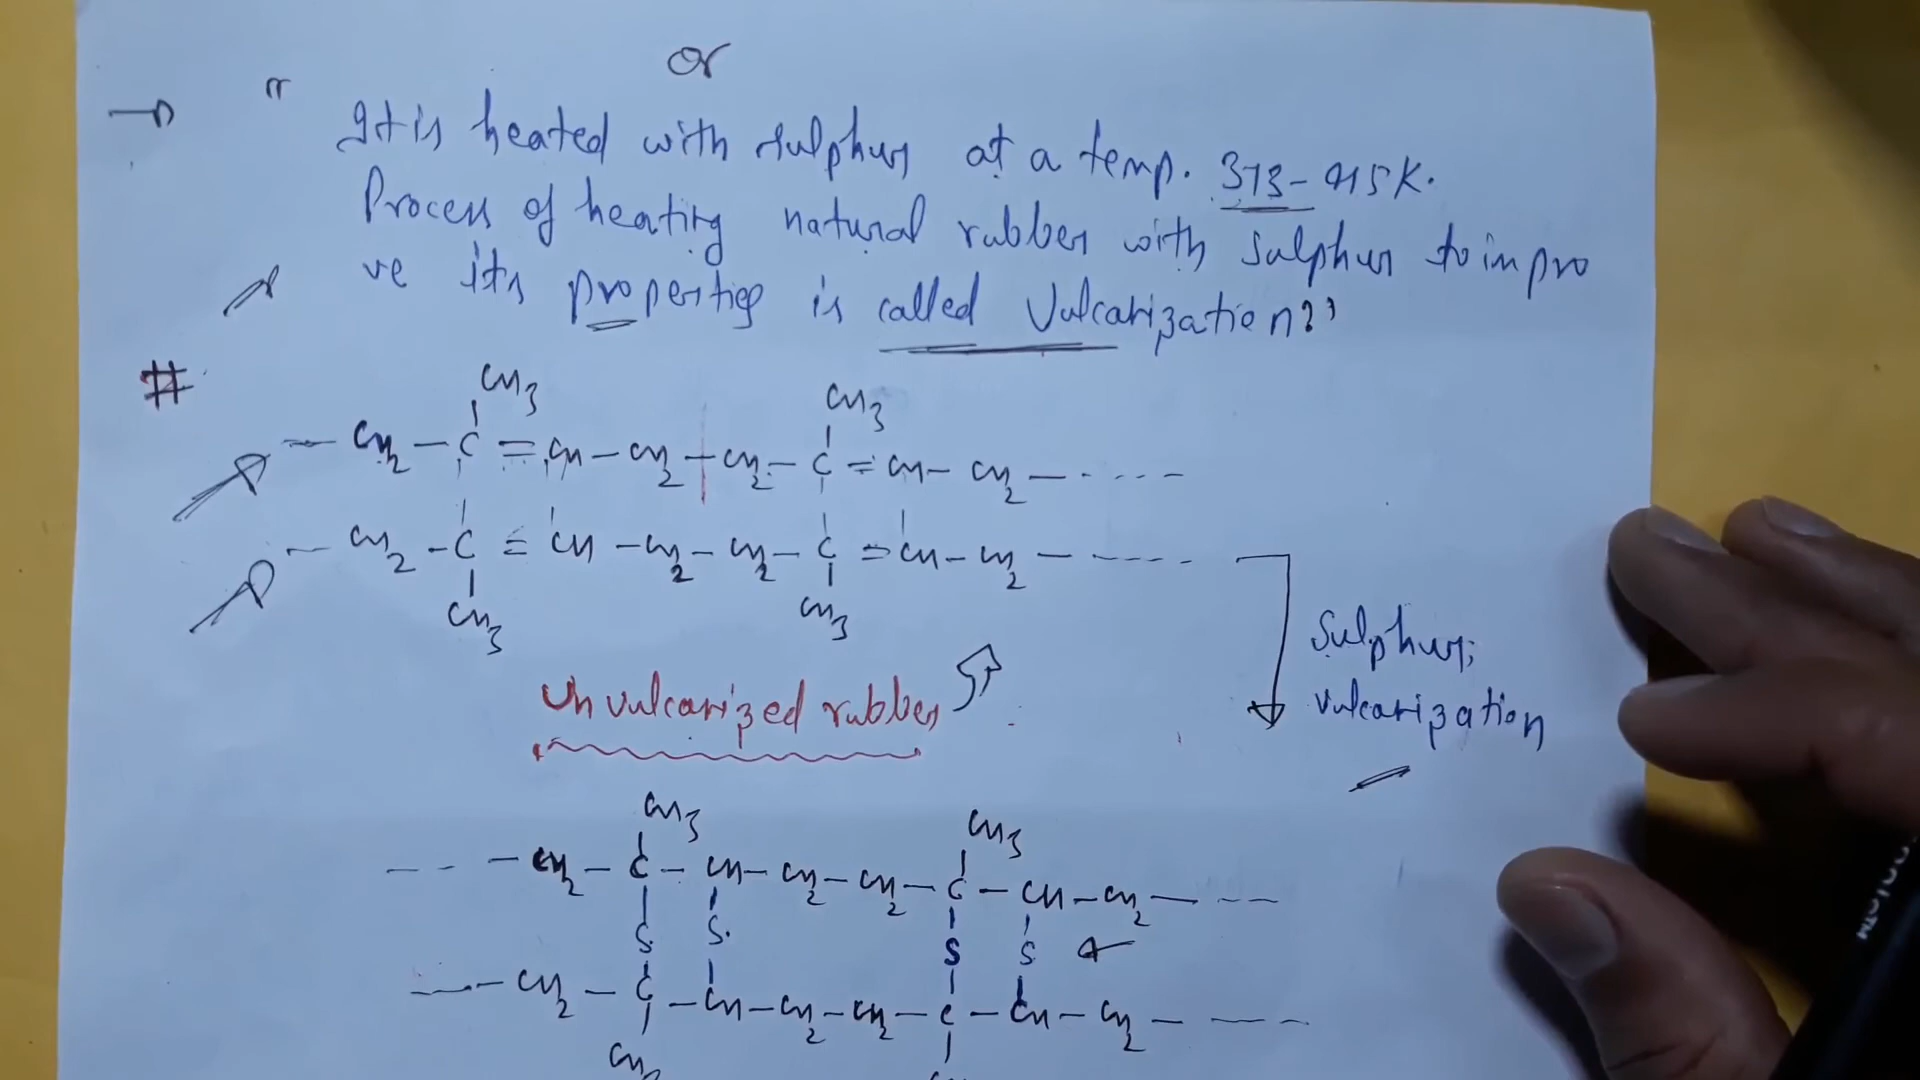 or
" It is heated with sulphur at a temp. 373-415K.
Process of heating natural rubber with sulphur to impro
ve its properties is called Vulcanization"
#
CH3 CH3
-- CH2 - C = CH - CH2 - CH2 - C = CH - CH2 - ----
-- CH2 - C = CH - CH2 - CH2 - C = CH - CH2 - ----
CH3 CH3
Sulphur;
Unvulcanized rubber
vulcanization
CH3 CH3
-- - CH2 - C - CH - CH2 - CH2 - C - CH - CH2 - --
S S S S
--- CH2 - C - CH - CH2 - CH2 - C - CH - CH2 - ---
CH3